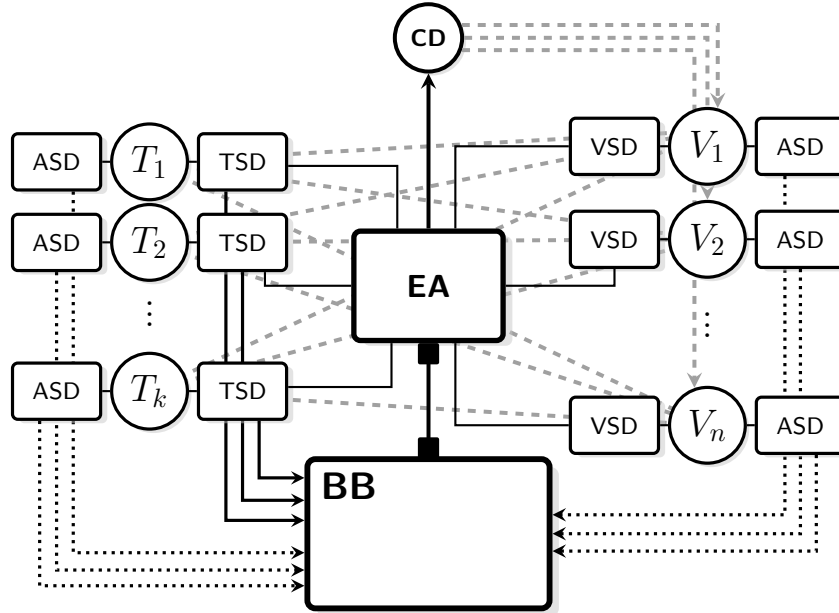 CD
ASD T₁ TSD VSD V₁ ASD
ASD T₂ TSD VSD V₂ ASD
EA
⋮ ⋮
ASD Tₖ TSD VSD Vₙ ASD
BB